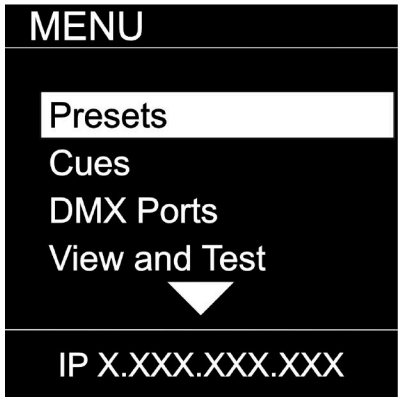 MENU
Presets
Cues
DMX Ports
View and Test
IP X.XXX.XXX.XXX